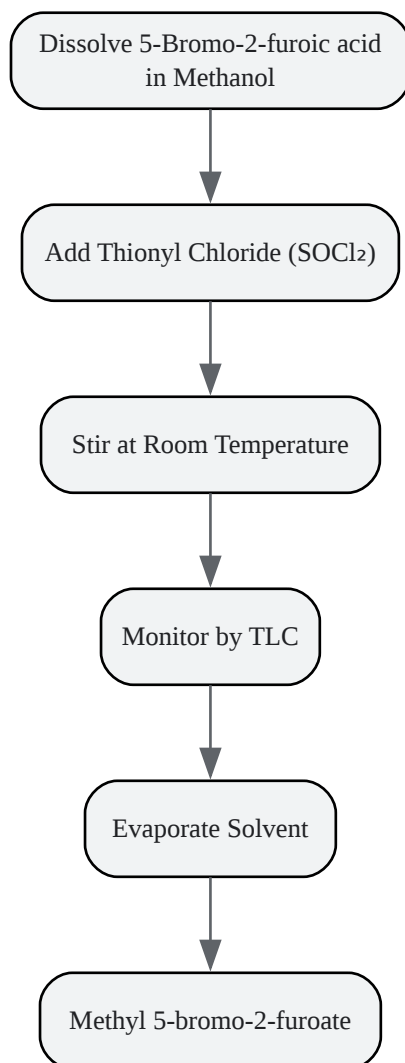 Dissolve 5-Bromo-2-furoic acid
in Methanol
Add Thionyl Chloride (SOCl₂)
Stir at Room Temperature
Monitor by TLC
Evaporate Solvent
Methyl 5-bromo-2-furoate